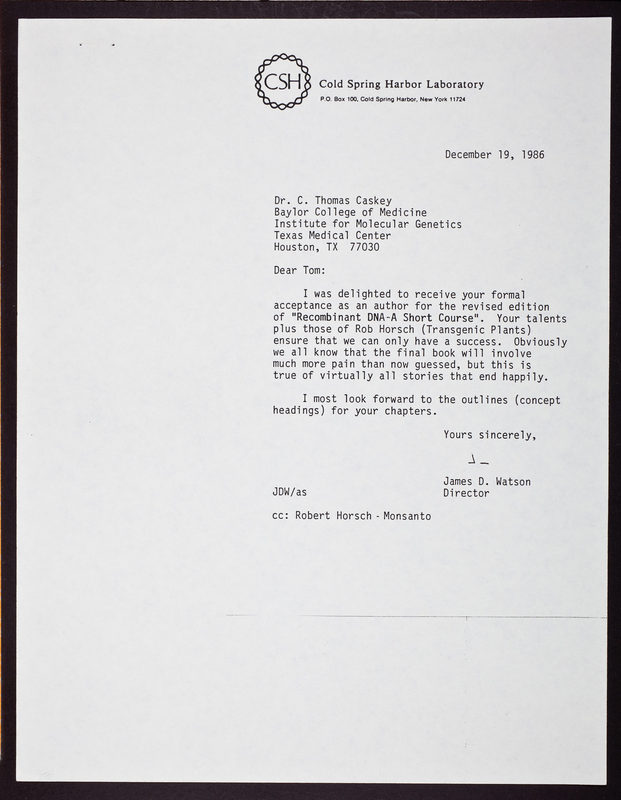 CSH Cold Spring Harbor Laboratory
P.O. Box 100, Cold Spring Harbor, New York 11724
December 19, 1986
Dr. C. Thomas Caskey
Baylor College of Medicine
Institute for Molecular Genetics
Texas Medical Center
Houston, TX 77030
Dear Tom:
I was delighted to receive your formal
acceptance as an author for the revised edition
of "Recombinant DNA-A Short Course". Your talents
plus those of Rob Horsch (Transgenic Plants)
ensure that we can only have a success. Obviously
we all know that the final book will involve
much more pain than now guessed, but this is
true of virtually all stories that end happily.
I most look forward to the outlines (concept
headings) for your chapters.
Yours sincerely,
James D. Watson
JDW/as Director
cc: Robert Horsch - Monsanto